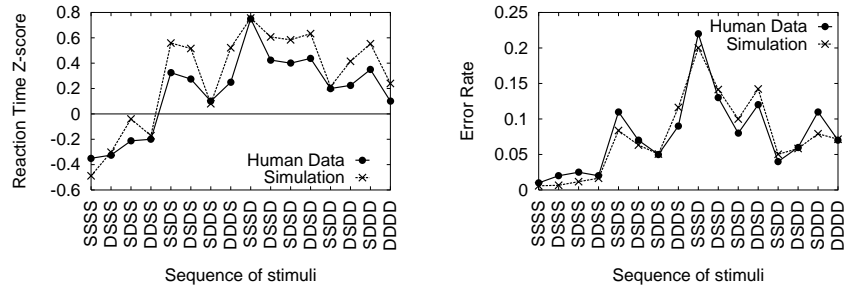 Reaction Time Z-score
0.8
0.6
0.4
0.2
0
-0.2
-0.4
-0.6
Human Data
Simulation
SSSS
DSSS
SDSS
DDSS
SSDS
DSDS
SDDS
DDDS
SSSD
DSSD
SDSD
DDSD
SSDD
DSDD
SDDD
DDDD
Sequence of stimuli
Error Rate
0.25
0.2
0.15
0.1
0.05
0
Human Data
Simulation
SSSS
DSSS
SDSS
DDSS
SSDS
DSDS
SDDS
DDDS
SSSD
DSSD
SDSD
DDSD
SSDD
DSDD
SDDD
DDDD
Sequence of stimuli